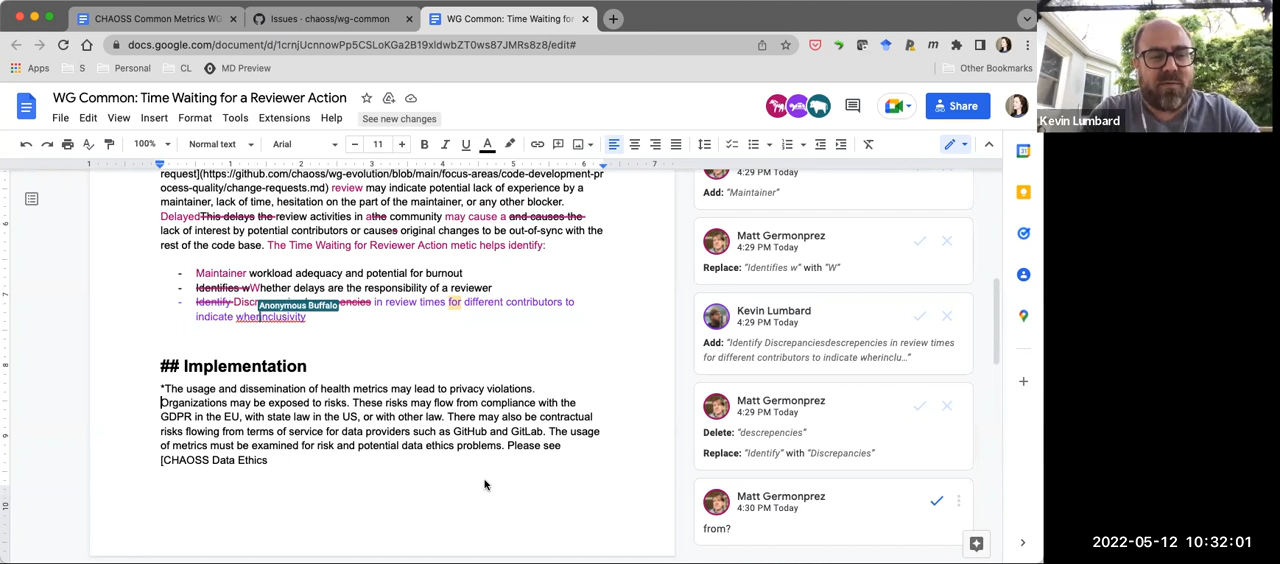 CHAOSS Common Metrics WG
Issues · chaoss/wg-common
WG Common: Time Waiting for
docs.google.com/document/d/1crnjUcnnowPp5CSLoKGa2B19xldwbZT0ws87JMRs8z8/edit#
Apps
S
Personal
CL
MD Preview
Other Bookmarks
WG Common: Time Waiting for a Reviewer Action
File Edit View Insert Format Tools Extensions Help
See new changes
Share
100%
Normal text
Arial
11
request](https://github.com/chaoss/wg-evolution/blob/main/focus-areas/code-development-pr
ocess-quality/change-requests.md) review may indicate potential lack of experience by a
maintainer, lack of time, hesitation on the part of the maintainer, or any other blocker.
DelayedThis delays the review activities in athe community may cause a and causes the
lack of interest by potential contributors or causes original changes to be out-of-sync with the
rest of the code base. The Time Waiting for Reviewer Action metic helps identify:
- Maintainer workload adequacy and potential for burnout
- Identifies wWhether delays are the responsibility of a reviewer
- Identify Discr encies in review times for different contributors to
Anonymous Buffalo
indicate wherinclusivity
## Implementation
*The usage and dissemination of health metrics may lead to privacy violations.
Organizations may be exposed to risks. These risks may flow from compliance with the
GDPR in the EU, with state law in the US, or with other law. There may also be contractual
risks flowing from terms of service for data providers such as GitHub and GitLab. The usage
of metrics must be examined for risk and potential data ethics problems. Please see
[CHAOSS Data Ethics
4:29 PM Today
Add: "Maintainer"
Matt Germonprez
4:29 PM Today
Replace: "Identifies w" with "W"
Kevin Lumbard
4:29 PM Today
Add: "Identify Discrepanciesdescrepencies in review times
for different contributors to indicate wherinclu..."
Matt Germonprez
4:29 PM Today
Delete: "descrepencies"
Replace: "Identify" with "Discrepancies"
Matt Germonprez
4:30 PM Today
from?
Kevin Lumbard
2022-05-12 10:32:01